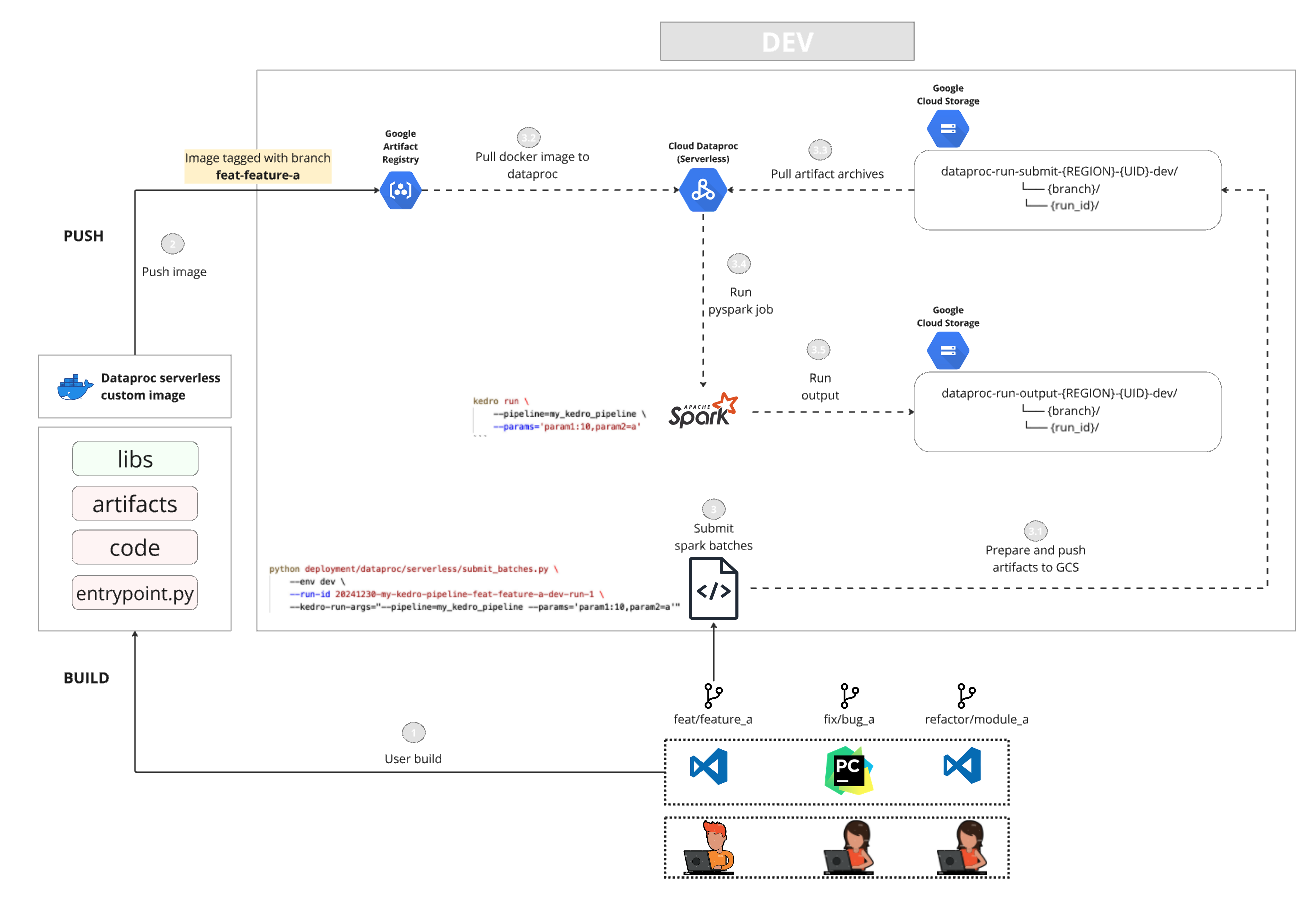 DEV
Google
Cloud Storage
Google
Artifact
Registry
3.2
Pull docker image to
dataproc
Cloud Dataproc
(Serverless)
3.3
Pull artifact archives
dataproc-run-submit-{REGION}-{UID}-dev/
{branch}/
{run_id}/
Image tagged with branch
feat-feature-a
PUSH
2
Push image
3.4
Run
pyspark job
Google
Cloud Storage
3.5
Run
output
dataproc-run-output-{REGION}-{UID}-dev/
{branch}/
{run_id}/
Dataproc serverless
custom image
kedro run \
--pipeline=my_kedro_pipeline \
--params='param1:10,param2=a'
APACHE
Spark
libs
artifacts
code
entrypoint.py
3
Submit
spark batches
3.1
Prepare and push
artifacts to GCS
python deployment/dataproc/serverless/submit_batches.py \
--env dev \
--run-id 20241230-my-kedro-pipeline-feat-feature-a-dev-run-1 \
--kedro-run-args="--pipeline=my_kedro_pipeline --params='param1:10,param2=a'"
BUILD
feat/feature_a
fix/bug_a
refactor/module_a
1
User build
PC